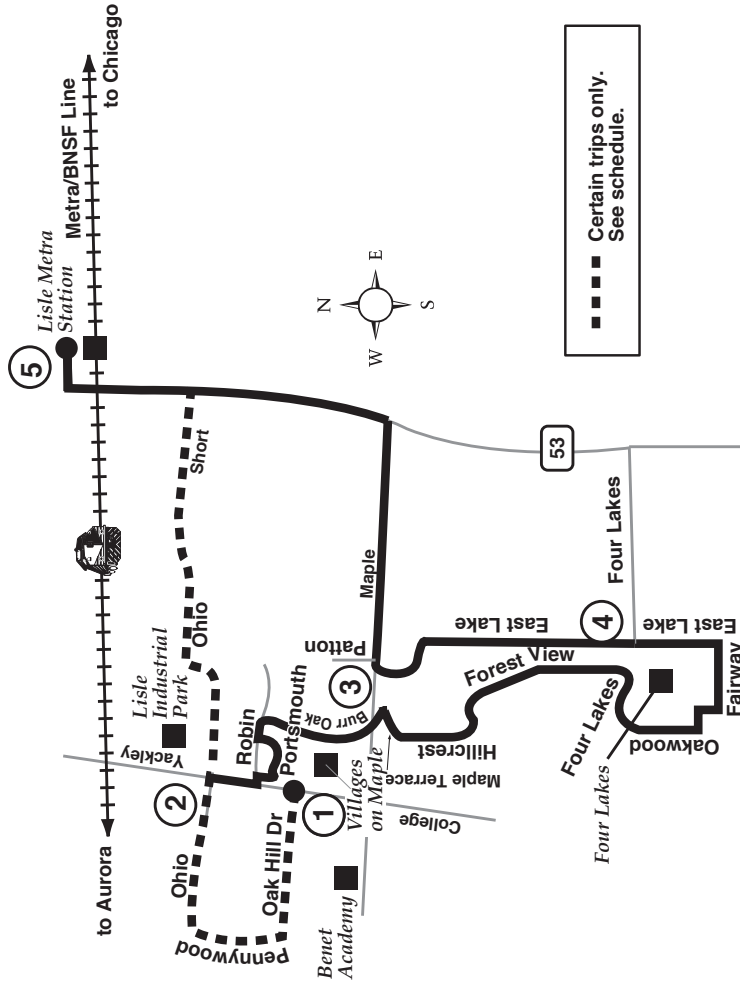 to Aurora
Metra/BNSF Line
to Chicago
5
Lisle Metra
Station
Short
Ohio
Lisle
Industrial
Park
Yackley
2
Ohio
Pennywood
Oak Hill Dr
Robin
Portsmouth
1
Villages
on Maple
College
Benet
Academy
Burr Oak
3
Patton
Maple
Maple Terrace
Hillcrest
Forest View
East Lake
4
East Lake
Four Lakes
53
Four Lakes
Four Lakes
Oakwood
Fairway
N
E
S
W
Certain trips only.
See schedule.